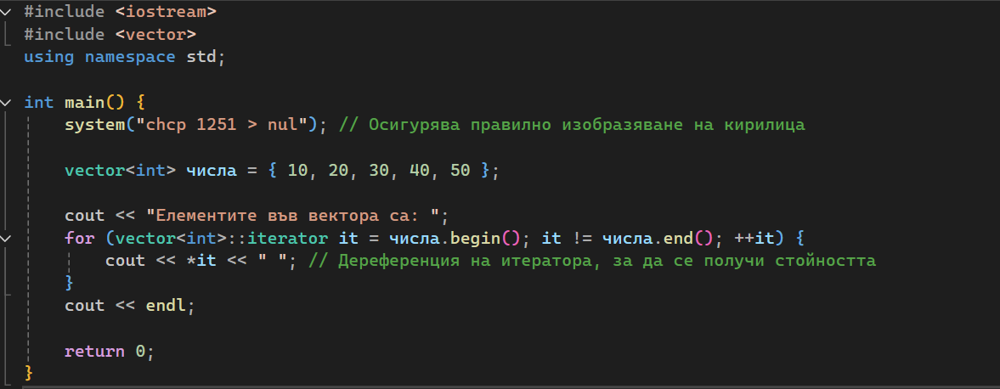 #include <iostream>
#include <vector>
using namespace std;
int main() {
system("chcp 1251 > nul"); // Осигурява правилно изобразяване на кирилица
vector<int> числа = { 10, 20, 30, 40, 50 };
cout << "Елементите във вектора са: ";
for (vector<int>::iterator it = числа.begin(); it != числа.end(); ++it) {
cout << *it << " "; // Дереференция на итератора, за да се получи стойността
}
cout << endl;
return 0;
}